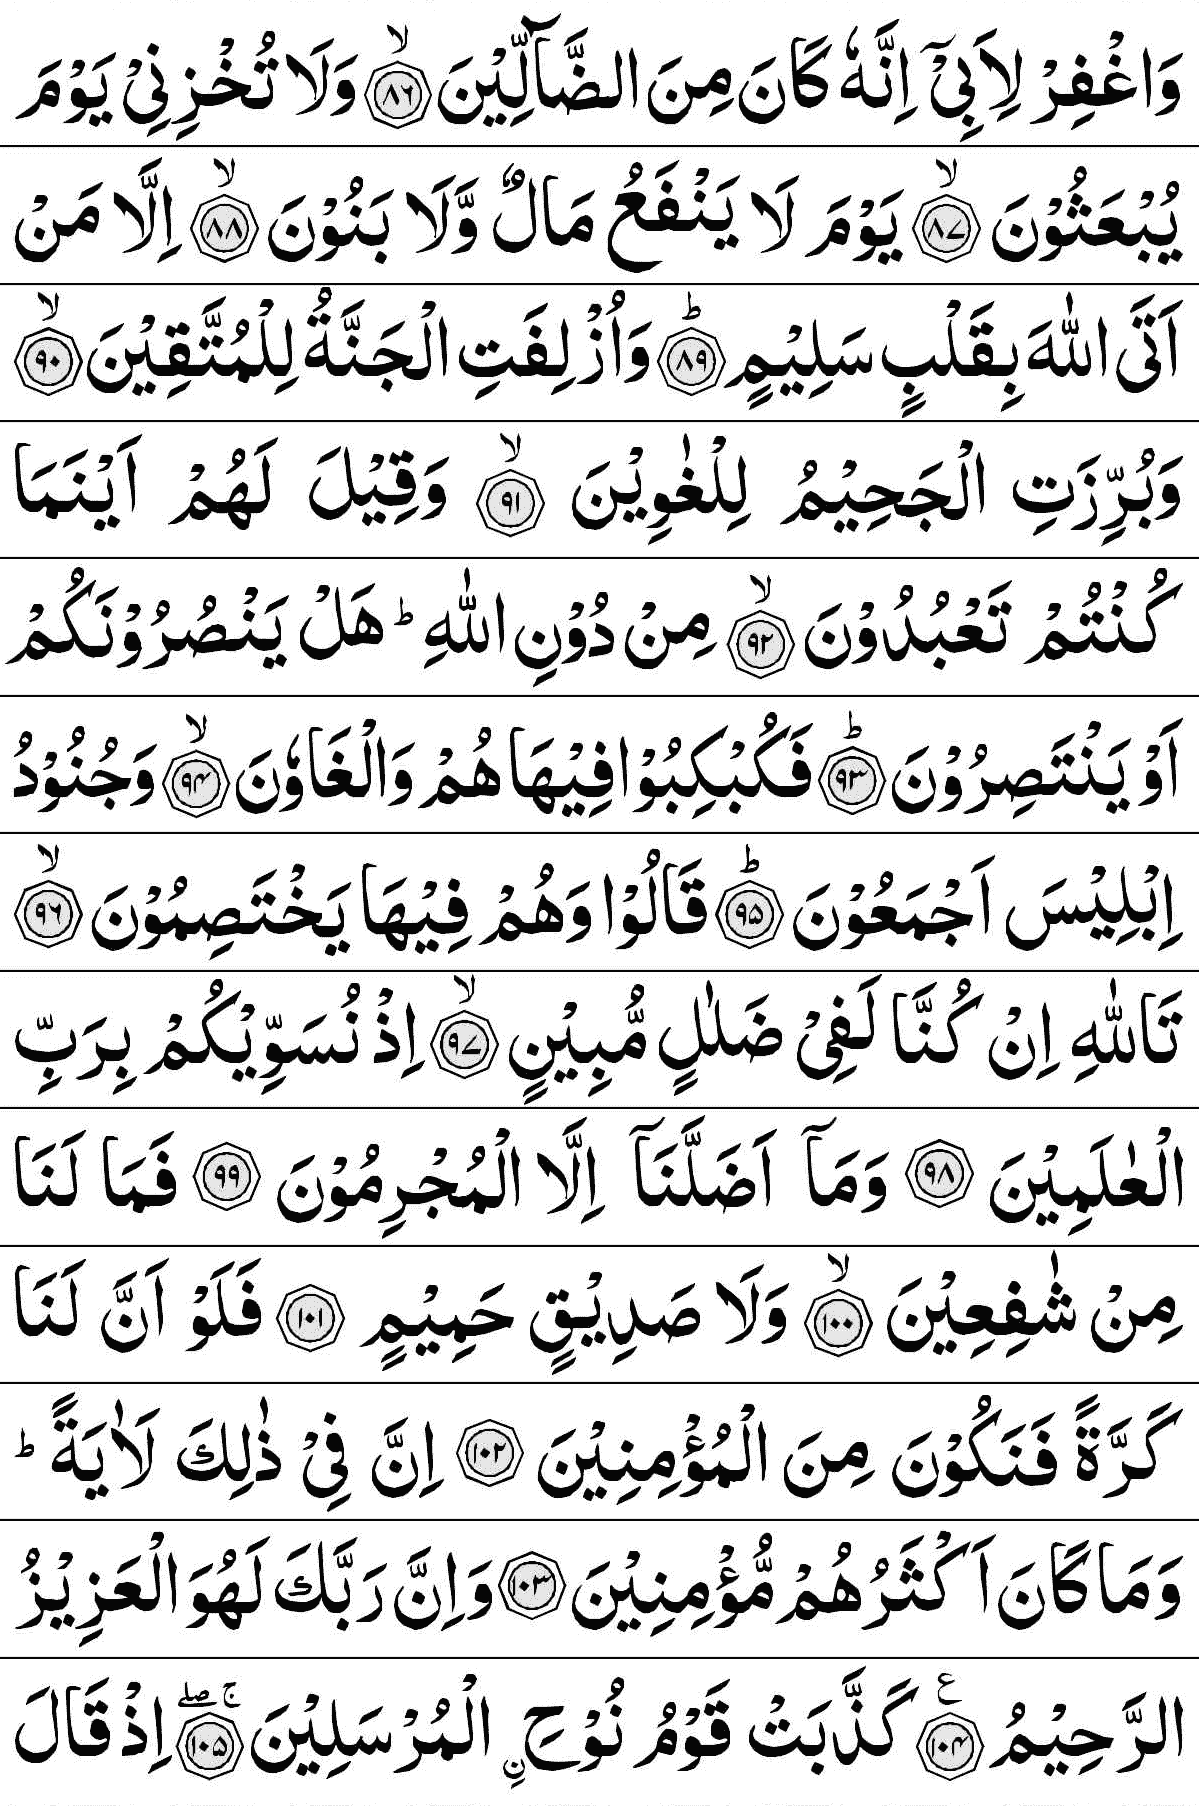 وَاغْفِرْ لِاَبِیْۤ اِنَّهٗ كَانَ مِنَ الضَّآلِّیْنَ ۙ‏﴿۸۶﴾ وَلَا تُخْزِنِیْ یَوْمَ
یُبْعَثُوْنَ ۙ‏﴿۸۷﴾ یَوْمَ لَا یَنْفَعُ مَالٌ وَّلَا بَنُوْنَ ۙ‏﴿۸۸﴾ اِلَّا مَنْ
اَتَی اللّٰهَ بِقَلْبٍ سَلِیْمٍ ؕ‏﴿۸۹﴾ وَاُزْلِفَتِ الْجَنَّةُ لِلْمُتَّقِیْنَ ۙ‏﴿۹۰﴾
وَبُرِّزَتِ الْجَحِیْمُ لِلْغٰوِیْنَ ۙ‏﴿۹۱﴾ وَقِیْلَ لَهُمْ اَیْنَمَا
كُنْتُمْ تَعْبُدُوْنَ ۙ‏﴿۹۲﴾ مِنْ دُوْنِ اللّٰهِ ؕ هَلْ یَنْصُرُوْنَكُمْ
اَوْ یَنْتَصِرُوْنَ ؕ‏﴿۹۳﴾ فَكُبْكِبُوْا فِیْهَا هُمْ وَالْغَاوٗنَ ۙ‏﴿۹۴﴾ وَجُنُوْدُ
اِبْلِیْسَ اَجْمَعُوْنَ ؕ‏﴿۹۵﴾ قَالُوْا وَهُمْ فِیْهَا یَخْتَصِمُوْنَ ۙ‏﴿۹۶﴾
تَاللّٰهِ اِنْ كُنَّا لَفِیْ ضَلٰلٍ مُّبِیْنٍ ۙ‏﴿۹۷﴾ اِذْ نُسَوِّیْكُمْ بِرَبِّ
الْعٰلَمِیْنَ ‏﴿۹۸﴾ وَمَاۤ اَضَلَّنَاۤ اِلَّا الْمُجْرِمُوْنَ ‏﴿۹۹﴾ فَمَا لَنَا
مِنْ شٰفِعِیْنَ ۙ‏﴿۱۰۰﴾ وَلَا صَدِیْقٍ حَمِیْمٍ ‏﴿۱۰۱﴾ فَلَوْ اَنَّ لَنَا
كَرَّةً فَنَكُوْنَ مِنَ الْمُؤْمِنِیْنَ ‏﴿۱۰۲﴾ اِنَّ فِیْ ذٰلِكَ لَاٰیَةً ؕ
وَمَا كَانَ اَكْثَرُهُمْ مُّؤْمِنِیْنَ ‏﴿۱۰۳﴾ وَاِنَّ رَبَّكَ لَهُوَ الْعَزِیْزُ
الرَّحِیْمُ ‏﴿۱۰۴﴾ ع كَذَّبَتْ قَوْمُ نُوْحِ ن ِالْمُرْسَلِیْنَ ۚۖ‏﴿۱۰۵﴾ اِذْ قَالَ